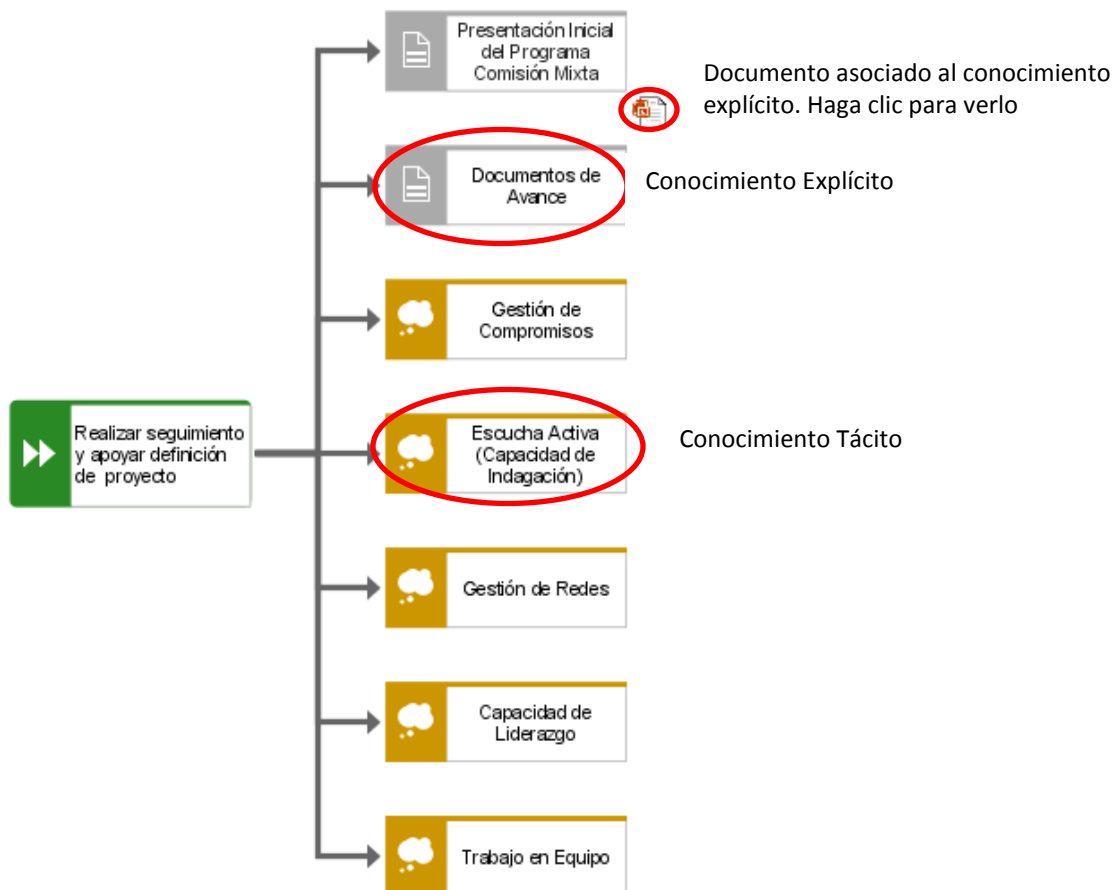 Presentación Inicial
del Programa
Comisión Mixta
Documento asociado al conocimiento
explícito. Haga clic para verlo
Documentos de
Avance
Conocimiento Explícito
Gestión de
Compromisos
Realizar seguimiento
y apoyar definición
de proyecto
Escucha Activa
(Capacidad de
Indagación)
Conocimiento Tácito
Gestión de Redes
Capacidad de
Liderazgo
Trabajo en Equipo